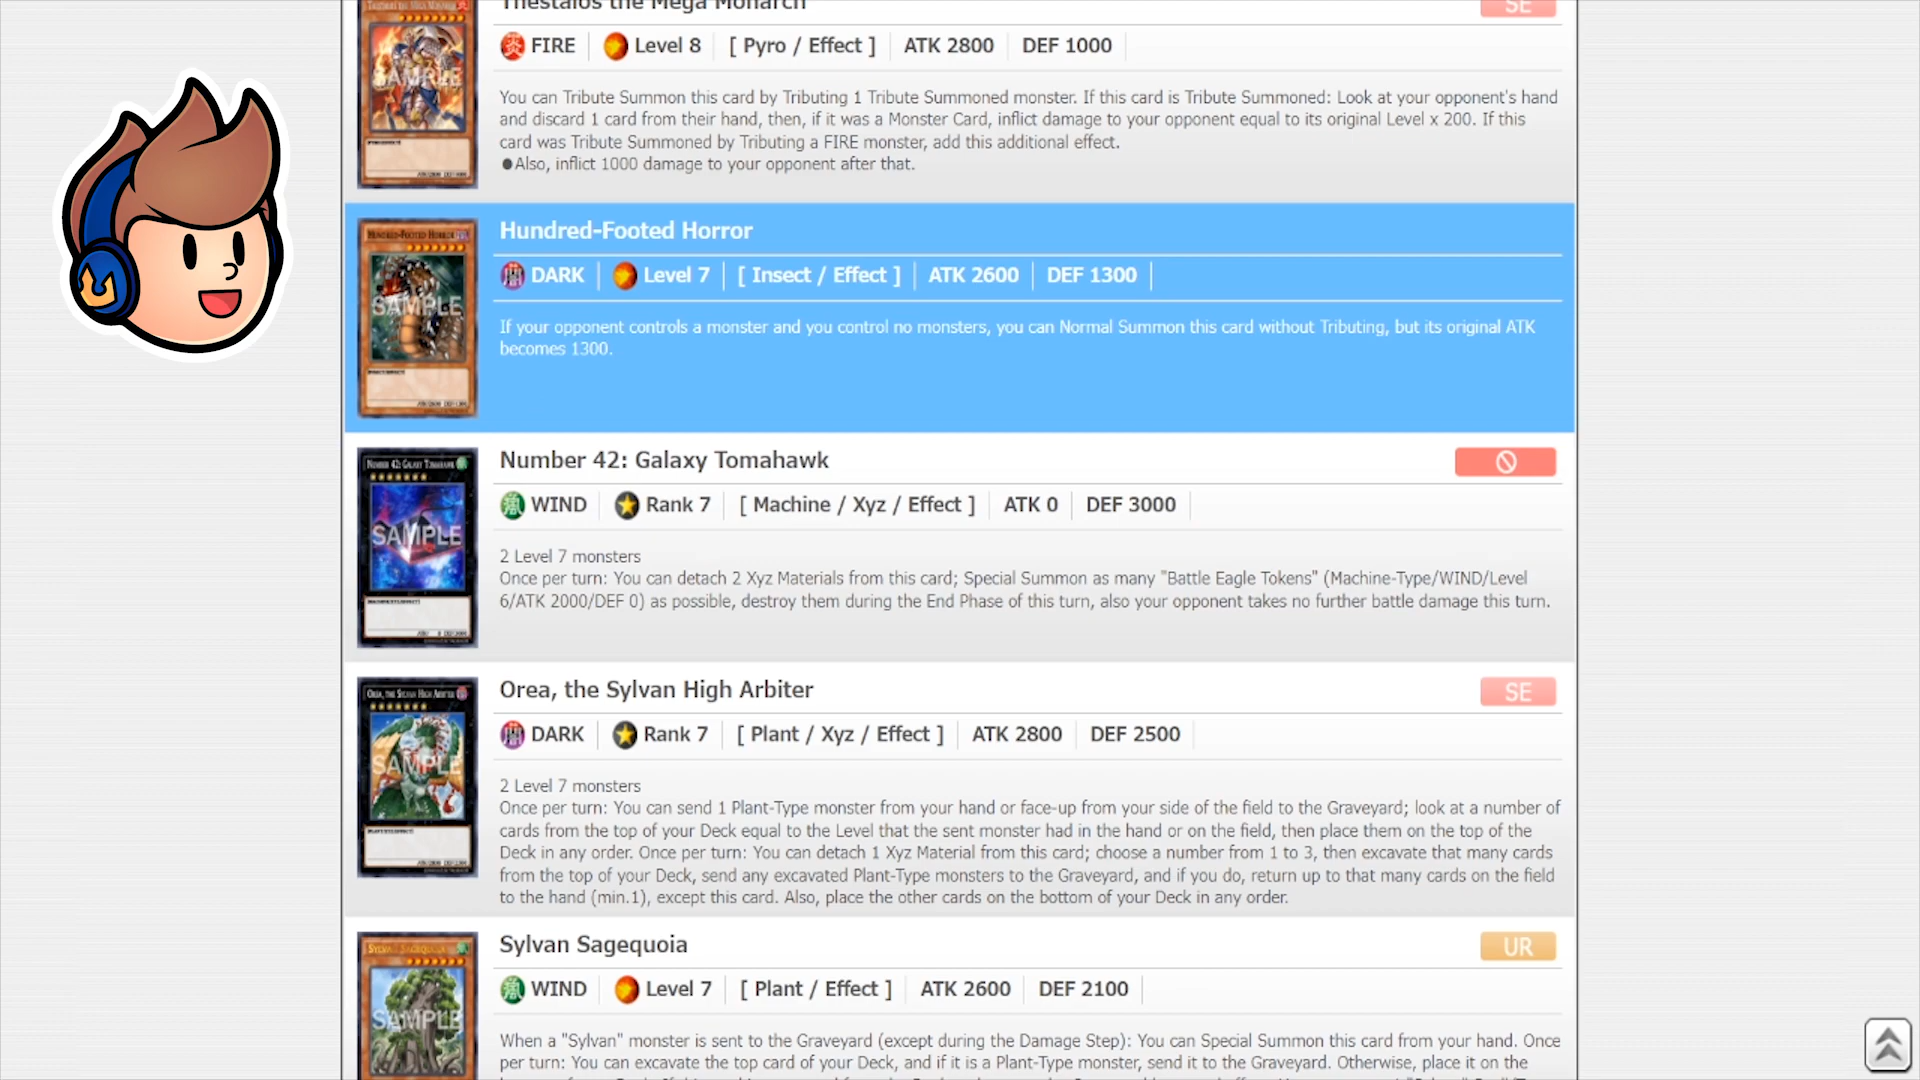 Thestalos the Mega Monarch
SE
FIRE Level 8 [ Pyro / Effect ] ATK 2800 DEF 1000
You can Tribute Summon this card by Tributing 1 Tribute Summoned monster. If this card is Tribute Summoned: Look at your opponent's hand
and discard 1 card from their hand, then, if it was a Monster Card, inflict damage to your opponent equal to its original Level x 200. If this
card was Tribute Summoned by Tributing a FIRE monster, add this additional effect.
●Also, inflict 1000 damage to your opponent after that.
SAMPLE
Hundred-Footed Horror
DARK Level 7 [ Insect / Effect ] ATK 2600 DEF 1300
If your opponent controls a monster and you control no monsters, you can Normal Summon this card without Tributing, but its original ATK
becomes 1300.
HUNDRED-FOOTED HORROR
SAMPLE
Number 42: Galaxy Tomahawk
WIND Rank 7 [ Machine / Xyz / Effect ] ATK 0 DEF 3000
2 Level 7 monsters
Once per turn: You can detach 2 Xyz Materials from this card; Special Summon as many "Battle Eagle Tokens" (Machine-Type/WIND/Level
6/ATK 2000/DEF 0) as possible, destroy them during the End Phase of this turn, also your opponent takes no further battle damage this turn.
NUMBER 42: GALAXY TOMAHAWK
SAMPLE
Orea, the Sylvan High Arbiter
SE
DARK Rank 7 [ Plant / Xyz / Effect ] ATK 2800 DEF 2500
2 Level 7 monsters
Once per turn: You can send 1 Plant-Type monster from your hand or face-up from your side of the field to the Graveyard; look at a number of
cards from the top of your Deck equal to the Level that the sent monster had in the hand or on the field, then place them on the top of the
Deck in any order. Once per turn: You can detach 1 Xyz Material from this card; choose a number from 1 to 3, then excavate that many cards
from the top of your Deck, send any excavated Plant-Type monsters to the Graveyard, and if you do, return up to that many cards on the field
to the hand (min.1), except this card. Also, place the other cards on the bottom of your Deck in any order.
OREA, THE SYLVAN HIGH ARBITER
SAMPLE
Sylvan Sagequoia
UR
WIND Level 7 [ Plant / Effect ] ATK 2600 DEF 2100
When a "Sylvan" monster is sent to the Graveyard (except during the Damage Step): You can Special Summon this card from your hand. Once
per turn: You can excavate the top card of your Deck, and if it is a Plant-Type monster, send it to the Graveyard. Otherwise, place it on the
SYLVAN SAGEQUOIA
SAMPLE